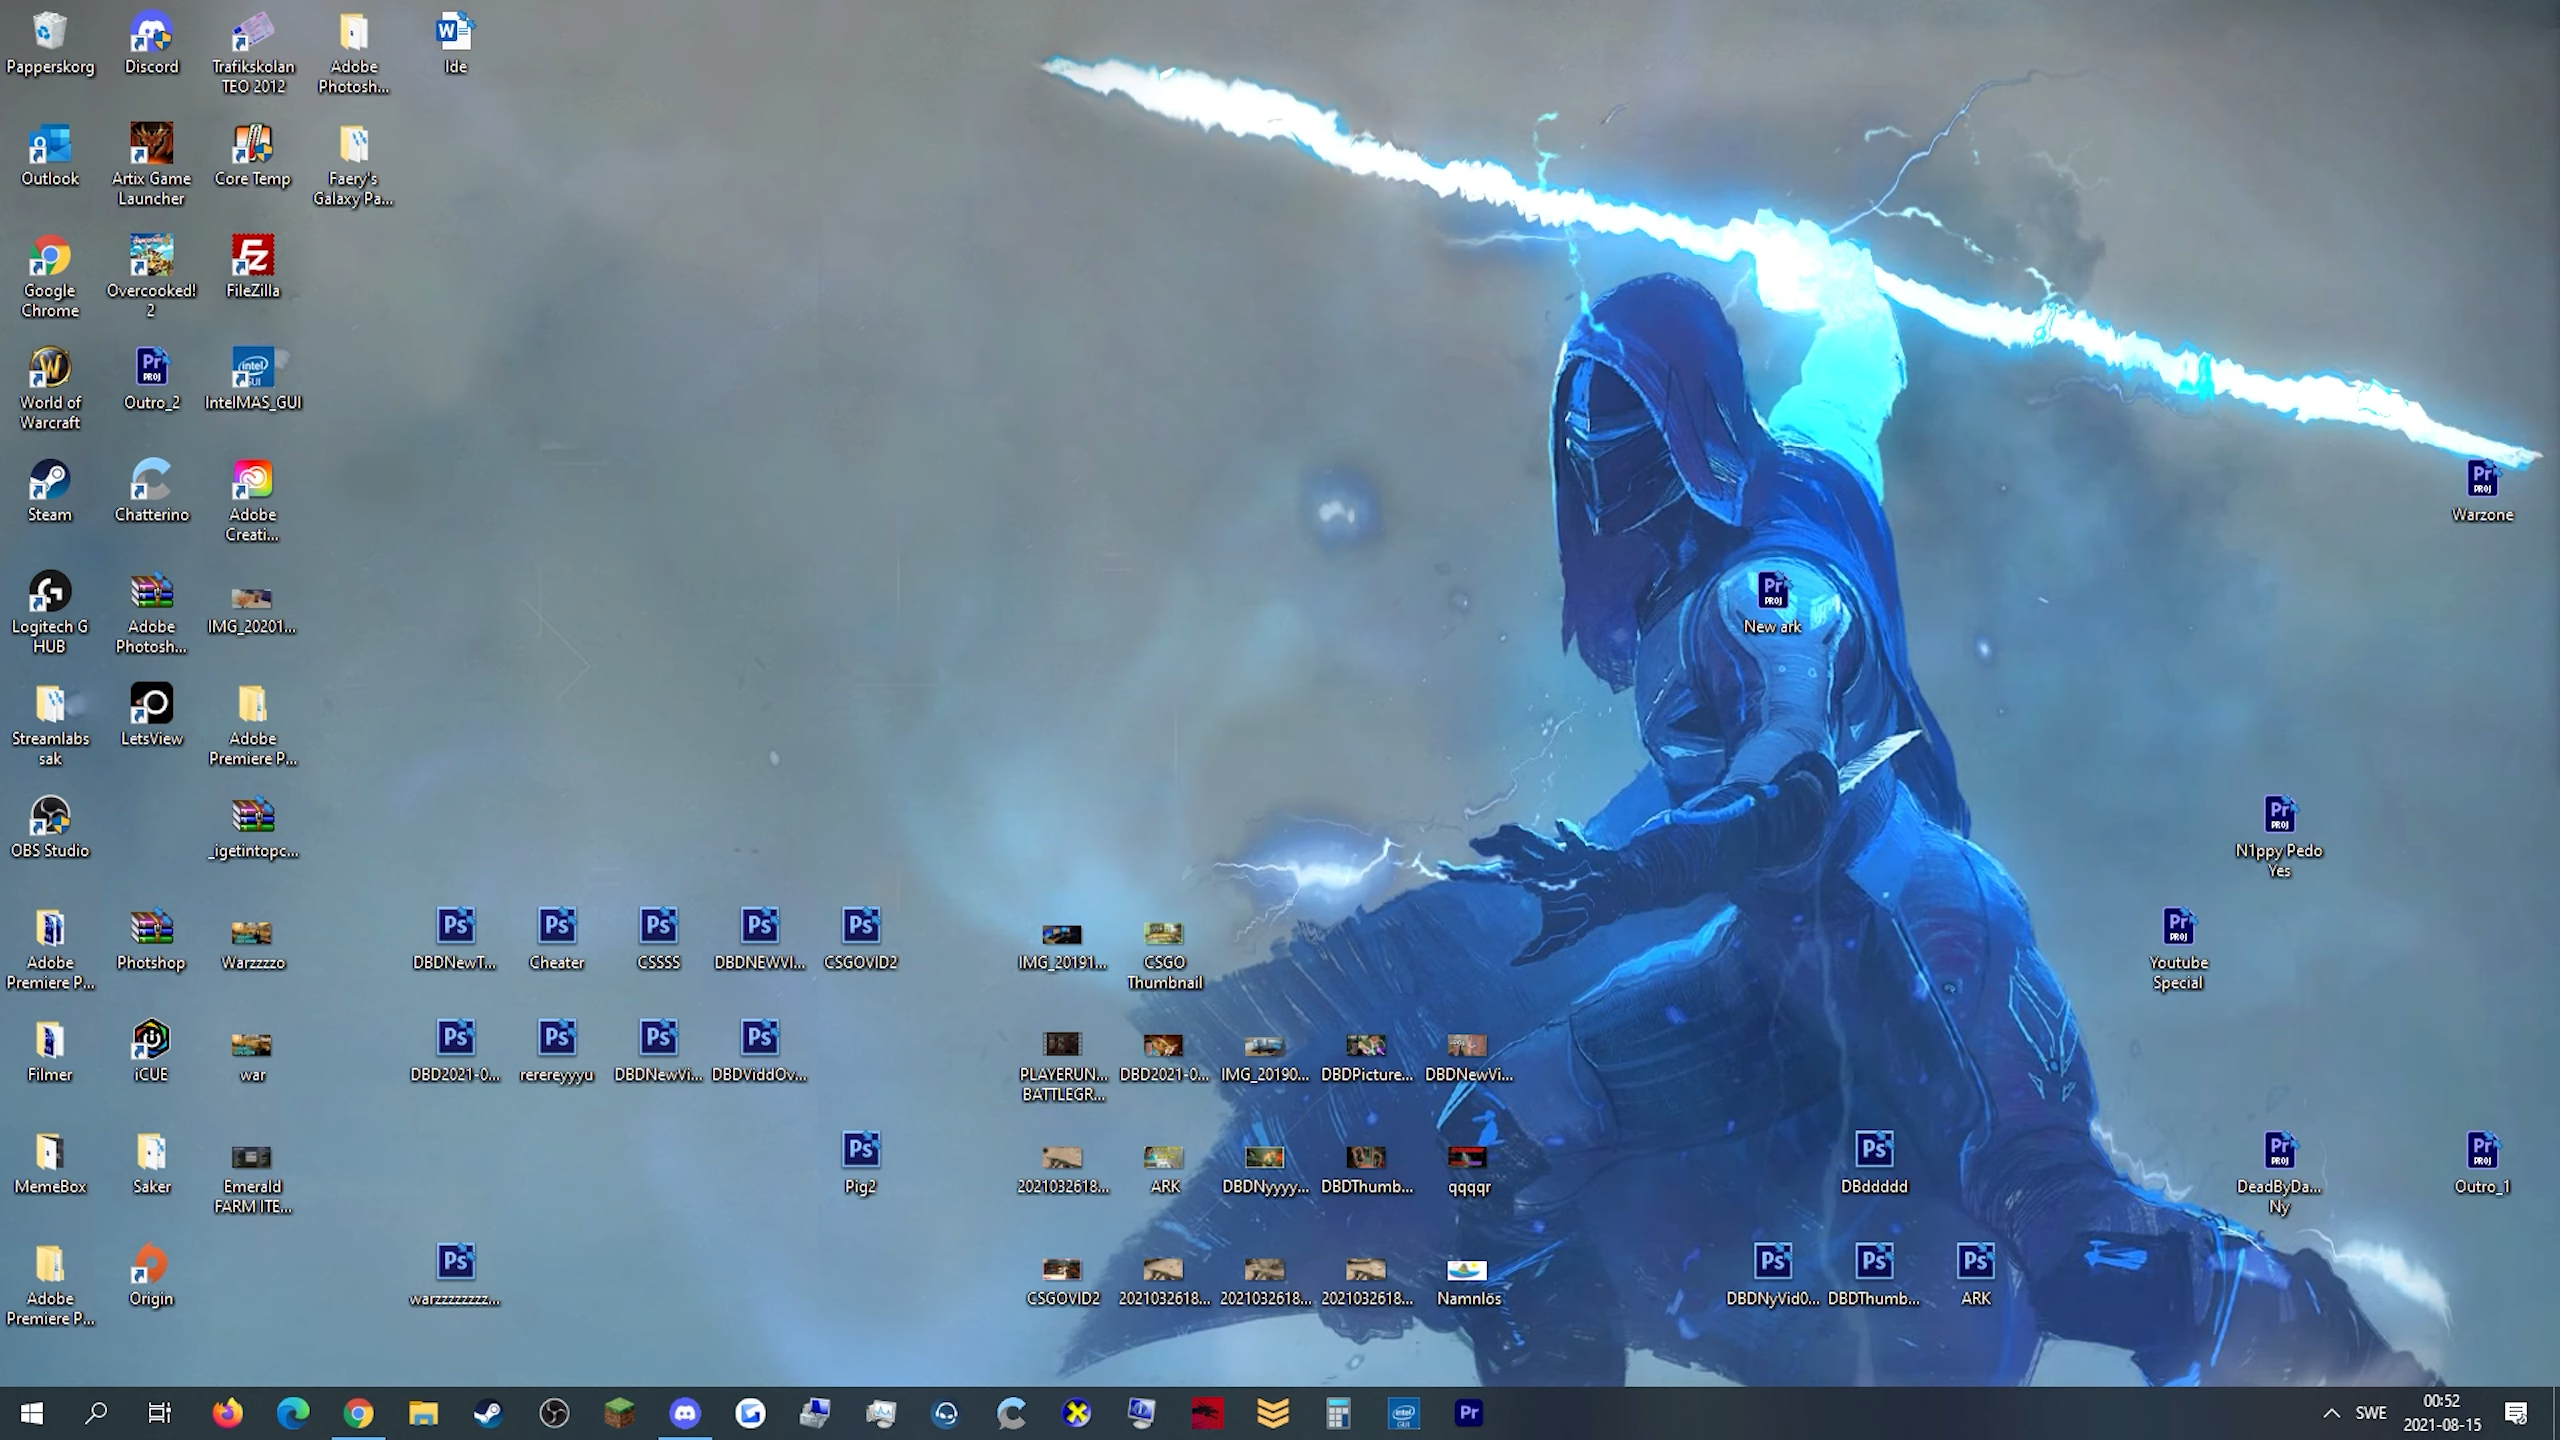 Papperskorg
Discord
Trafikskolan
TEO 2012
Adobe
Photosh...
Ide
Outlook
Artix Game
Launcher
Core Temp
Faery's
Galaxy Pa...
Google
Chrome
Overcooked!
2
FileZilla
World of
Warcraft
Outro_2
IntelMAS_GUI
Steam
Chatterino
Adobe
Creati...
Warzone
Logitech G
HUB
Adobe
Photosh...
IMG_20201...
New ark
Streamlabs
sak
LetsView
Adobe
Premiere P...
OBS Studio
_igetintopc...
N1ppy Pedo
Yes
Adobe
Premiere P...
Photshop
Warzzzzo
DBDNewT...
Cheater
CSSSS
DBDNEWVI...
CSGOVID2
IMG_20191...
CSGO
Thumbnail
Youtube
Special
Filmer
iCUE
war
DBD2021-0...
rerereyyyu
DBDNewVi...
DBDViddOv...
PLAYERUN...
BATTLEGR...
DBD2021-0...
IMG_20190...
DBDPicture...
DBDNewVi...
MemeBox
Saker
Emerald
FARM ITE...
Pig2
2021032618...
ARK
DBDNyyyy...
DBDThumb...
qqqqr
DBddddd
DeadByDa...
Ny
Outro_1
Adobe
Premiere P...
Origin
warzzzzzzzz...
CSGOVID2
2021032618...
2021032618...
2021032618...
Namnlös
DBDNyVid0...
DBDThumb...
ARK
SWE
00:52
2021-08-15